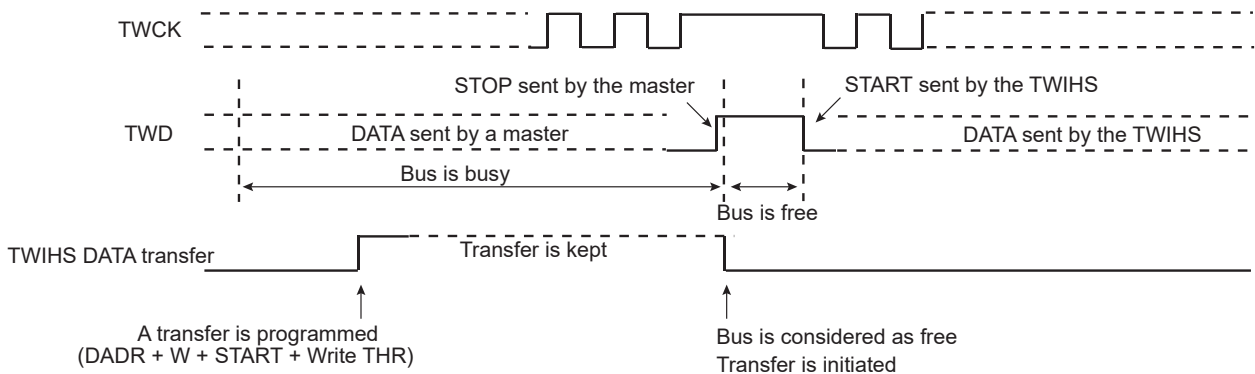 TWCK
STOP sent by the master
START sent by the TWIHS
TWD
DATA sent by a master
DATA sent by the TWIHS
Bus is busy
Bus is free
TWIHS DATA transfer
Transfer is kept
A transfer is programmed
(DADR + W + START + Write THR)
Bus is considered as free
Transfer is initiated